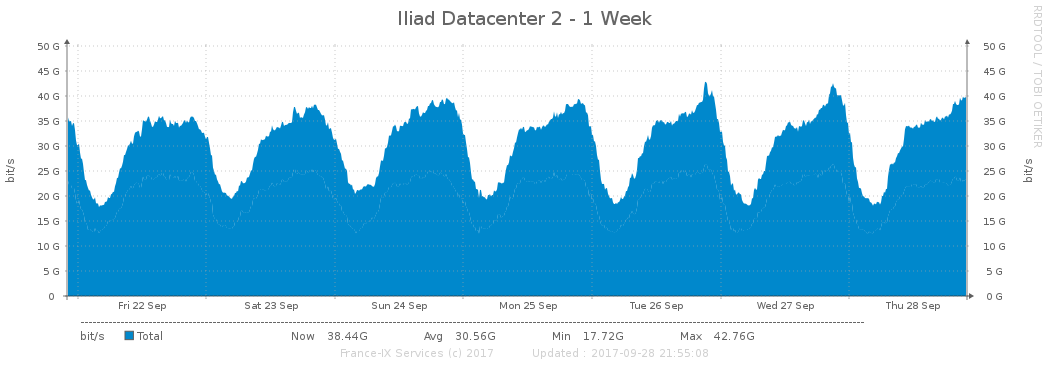 Iliad Datacenter 2 - 1 Week
RRDTOOL / TOBI OETIKER
bit/s
50 G 50 G
45 G 45 G
40 G 40 G
35 G 35 G
30 G 30 G
25 G 25 G
20 G 20 G
15 G 15 G
10 G 10 G
5 G 5 G
0 0 G
bit/s
Fri 22 Sep Sat 23 Sep Sun 24 Sep Mon 25 Sep Tue 26 Sep Wed 27 Sep Thu 28 Sep
bit/s Total Now 38.44G Avg 30.56G Min 17.72G Max 42.76G
France-IX Services (c) 2017 Updated : 2017-09-28 21:55:08